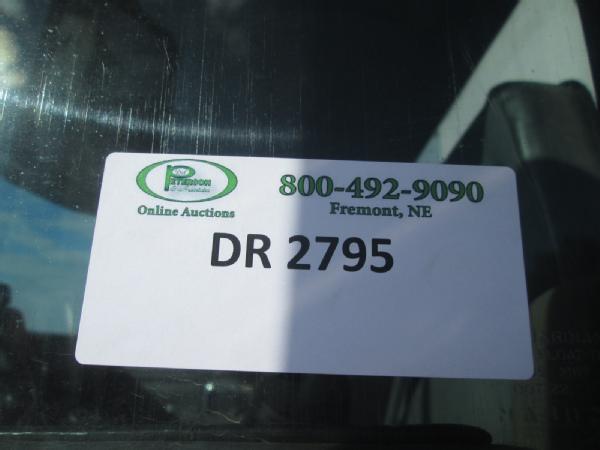 PETERSON
Online Auctions
800-492-9090
Fremont, NE
DR 2795